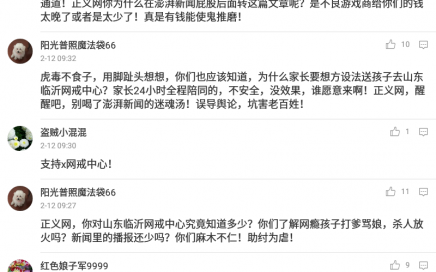 通道！正义网你为什么在澎湃新闻屁股后面转这篇文章呢？是不良游戏商给你们的钱
太晚了或者是太少了！真是有钱能使鬼推磨！
阳光普照魔法袋66
10
2-12 09:32
虎毒不食子，用脚趾头想想，你们也应该知道，为什么家长要想方设法送孩子去山东
临沂网戒中心？家长24小时全程陪同的，不安全，没效果，谁愿意来啊！正义网，醒
醒吧，别喝了澎湃新闻的迷魂汤！误导舆论，坑害老百姓！
盗贼小混混
1
2-12 09:30
支持x网戒中心！
阳光普照魔法袋66
11
2-12 09:27
正义网，你对山东临沂网戒中心究竟知道多少？你们了解网瘾孩子打爹骂娘，杀人放
火吗？新闻里的播报还少吗？你们麻木不仁！助纣为虐！
红色娘子军9999
9